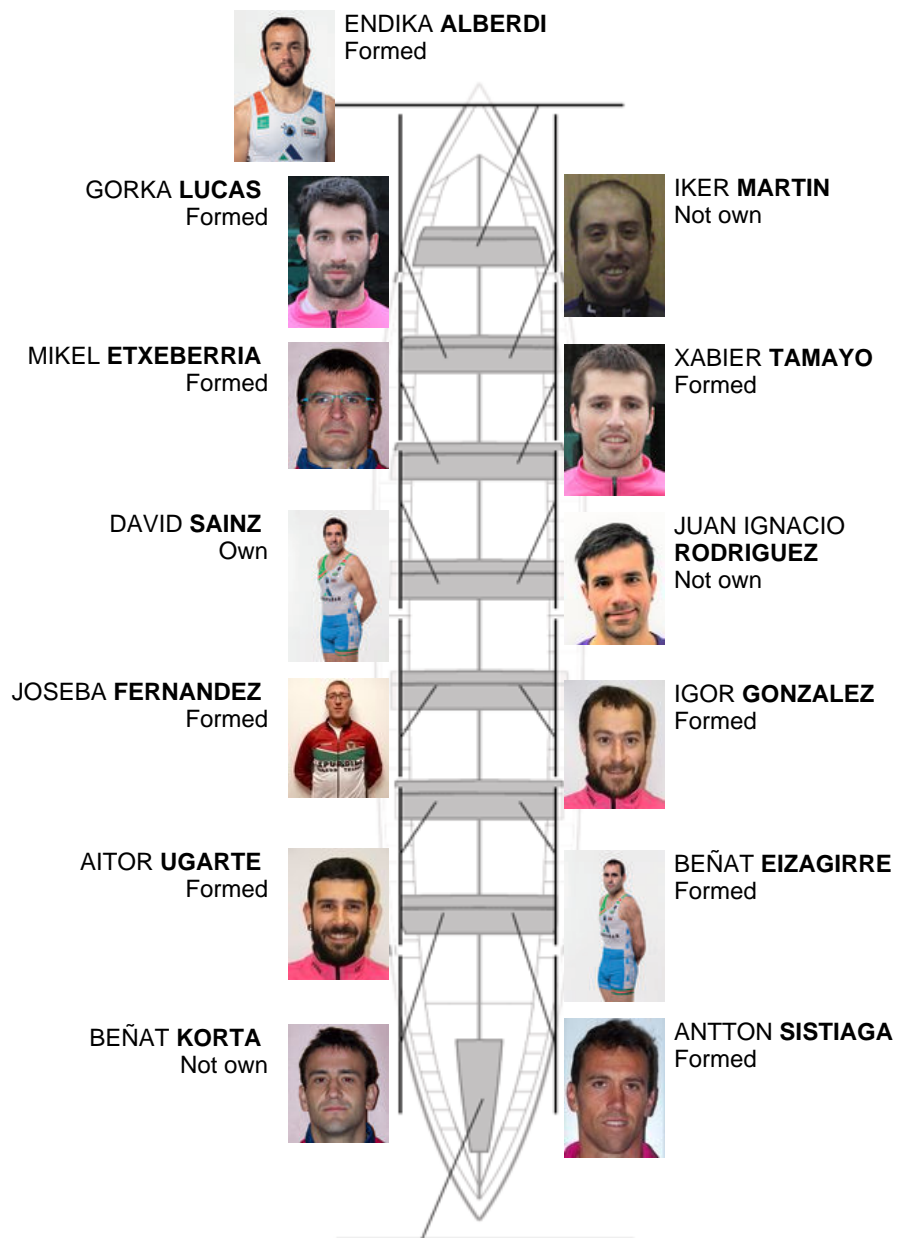 ENDIKA ALBERDI
Formed
GORKA LUCAS
Formed
IKER MARTIN
Not own
MIKEL ETXEBERRIA
Formed
XABIER TAMAYO
Formed
DAVID SAINZ
Own
JUAN IGNACIO
RODRIGUEZ
Not own
JOSEBA FERNANDEZ
Formed
IGOR GONZALEZ
Formed
AITOR UGARTE
Formed
BEÑAT EIZAGIRRE
Formed
BEÑAT KORTA
Not own
ANTTON SISTIAGA
Formed